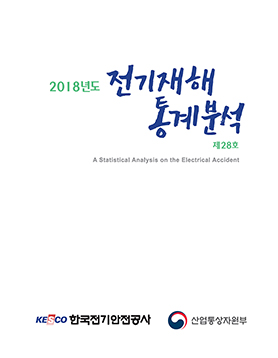 2018년도 전기재해
통계분석
제28호
A Statistical Analysis on the Electrical Accident
KESCO 한국전기안전공사 산업통상자원부